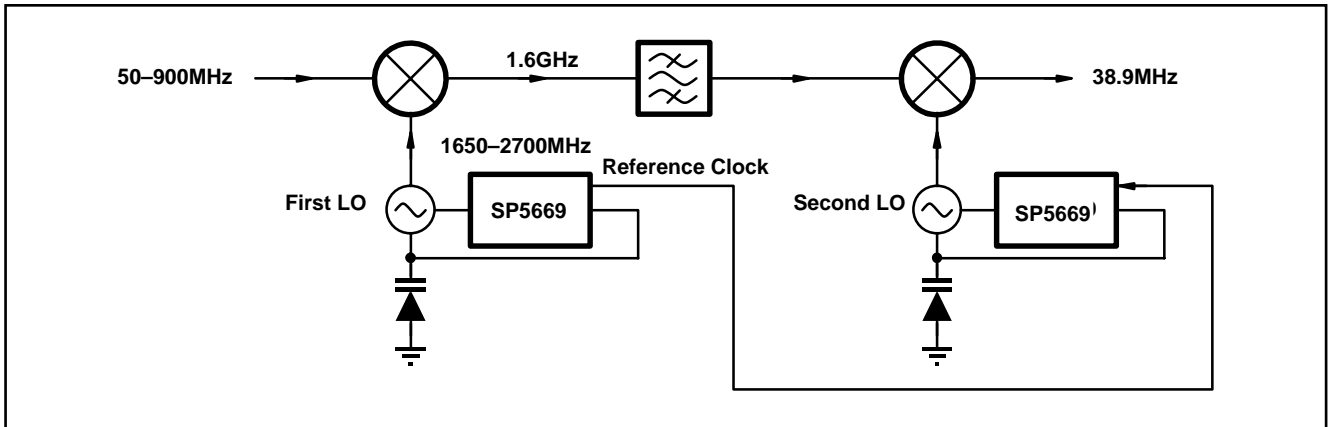 50–900MHz
1.6GHz
38.9MHz
1650–2700MHz
Reference Clock
First LO
SP5669
Second LO
SP5669)